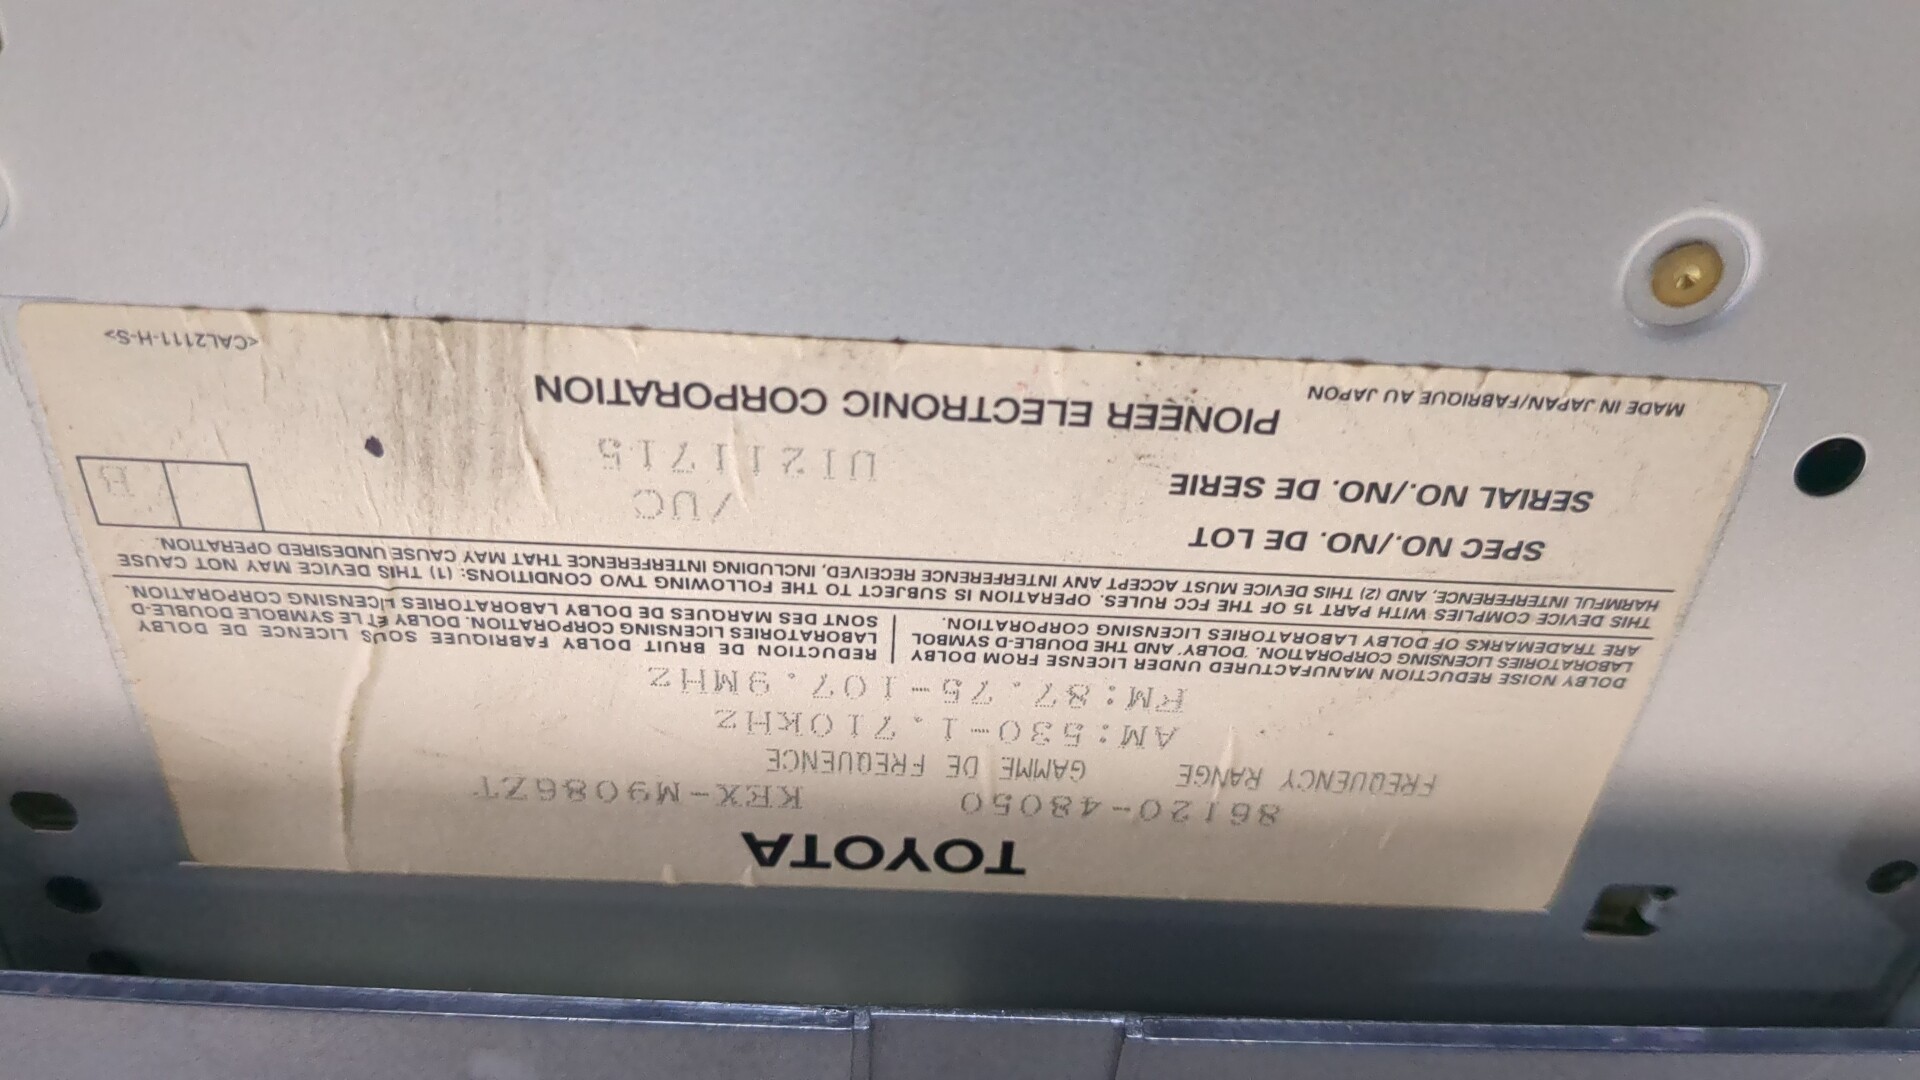 TOYOTA
86120-48050 KEX-M9086ZT
FREQUENCY RANGE GAMME DE FREQUENCE
AM:530-1.710KHz
FM:87.75-107.9MHz
DOLBY NOISE REDUCTION MANUFACTURED UNDER LICENSE FROM DOLBY
LABORATORIES LICENSING CORPORATION. DOLBY AND THE DOUBLE-D SYMBOL
ARE TRADEMARKS OF DOLBY LABORATORIES LICENSING CORPORATION.
REDUCTION DE BRUIT DOLBY FABRIQUEE SOUS LICENCE DE DOLBY
LABORATORIES LICENSING CORPORATION. DOLBY ET LE SYMBOLE DOUBLE-D
SONT DES MARQUES DE DOLBY LABORATORIES LICENSING CORPORATION.
THIS DEVICE COMPLIES WITH PART 15 OF THE FCC RULES. OPERATION IS SUBJECT TO THE FOLLOWING TWO CONDITIONS: (1) THIS DEVICE MAY NOT CAUSE
HARMFUL INTERFERENCE, AND (2) THIS DEVICE MUST ACCEPT ANY INTERFERENCE RECEIVED, INCLUDING INTERFERENCE THAT MAY CAUSE UNDESIRED OPERATION.
SPEC NO./NO. DE LOT /UC
SERIAL NO./NO. DE SERIE UI211715
B
PIONEER ELECTRONIC CORPORATION
MADE IN JAPAN/FABRIQUE AU JAPON
<CAL2111-H-S>